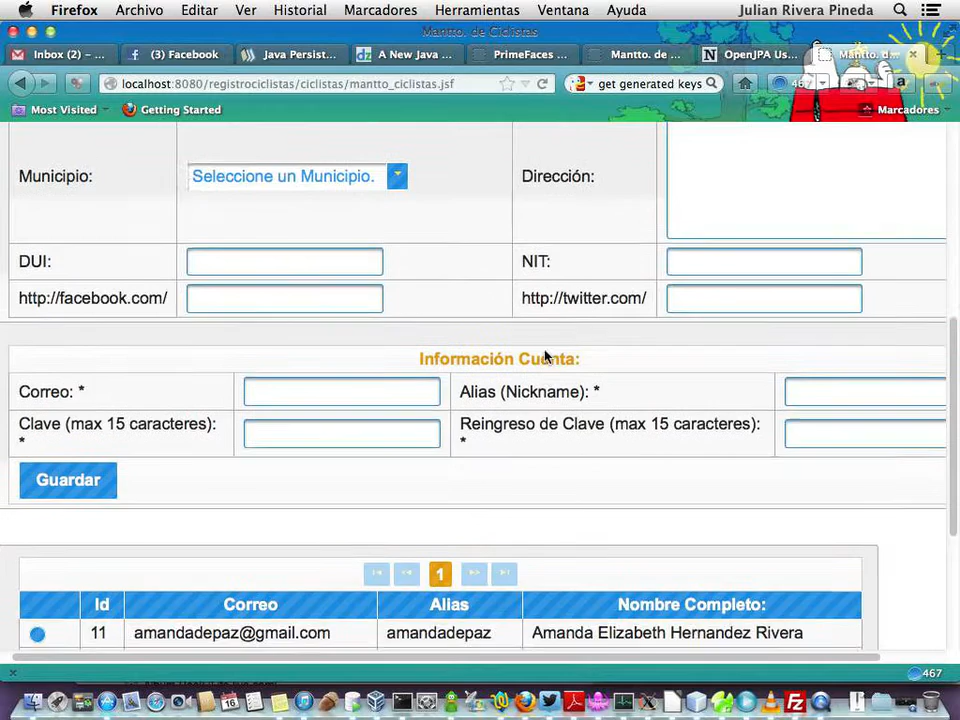 Firefox Archivo Editar Ver Historial Marcadores Herramientas Ventana Ayuda Julian Rivera Pineda
Mantto. de Ciclistas
Inbox (2) – ... (3) Facebook Java Persist... A New Java ... PrimeFaces ... Mantto. de ... OpenJPA Us... Mantto. d...
localhost:8080/registrociclistas/ciclistas/mantto_ciclistas.jsf get generated keys 467
Most Visited Getting Started Marcadores
Municipio: Seleccione un Municipio. Dirección:
DUI: NIT:
http://facebook.com/ http://twitter.com/
Información Cuenta:
Correo: * Alias (Nickname): *
Clave (max 15 caracteres): * Reingreso de Clave (max 15 caracteres): *
Guardar
1
Id Correo Alias Nombre Completo:
11 amandadepaz@gmail.com amandadepaz Amanda Elizabeth Hernandez Rivera
467